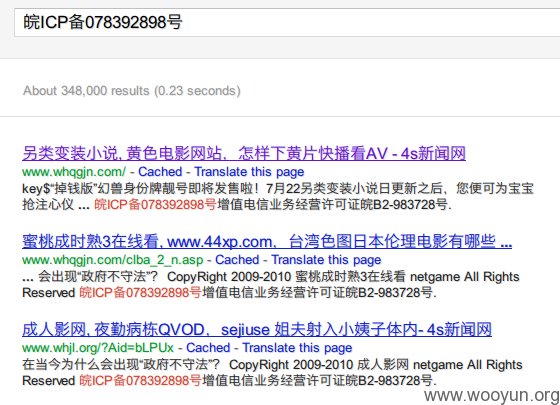 皖ICP备078392898号
About 348,000 results (0.23 seconds)
另类变装小说, 黄色电影网站，怎样下黄片快播看AV - 4s新闻网
www.whqgjn.com/ - Cached - Translate this page
key$“掉钱版”幻兽身份牌靓号即将发售啦！7月22另类变装小说日更新之后，您便可为宝宝
抢注心仪 ... 皖ICP备078392898号增值电信业务经营许可证皖B2-983728号.
蜜桃成时熟3在线看, www.44xp.com，台湾色图日本伦理电影有哪些 ...
www.whqgjn.com/clba_2_n.asp - Cached - Translate this page
... 会出现“政府不守法”？ CopyRight 2009-2010 蜜桃成时熟3在线看 netgame All Rights
Reserved 皖ICP备078392898号增值电信业务经营许可证皖B2-983728号.
成人影网, 夜勤病栋QVOD，sejiuse 姐夫射入小姨子体内- 4s新闻网
www.whjl.org/?Aid=bLPUx - Cached - Translate this page
在当今为什么会出现“政府不守法”？ CopyRight 2009-2010 成人影网 netgame All Rights
Reserved 皖ICP备078392898号增值电信业务经营许可证皖B2-983728号.
www.wooyun.org